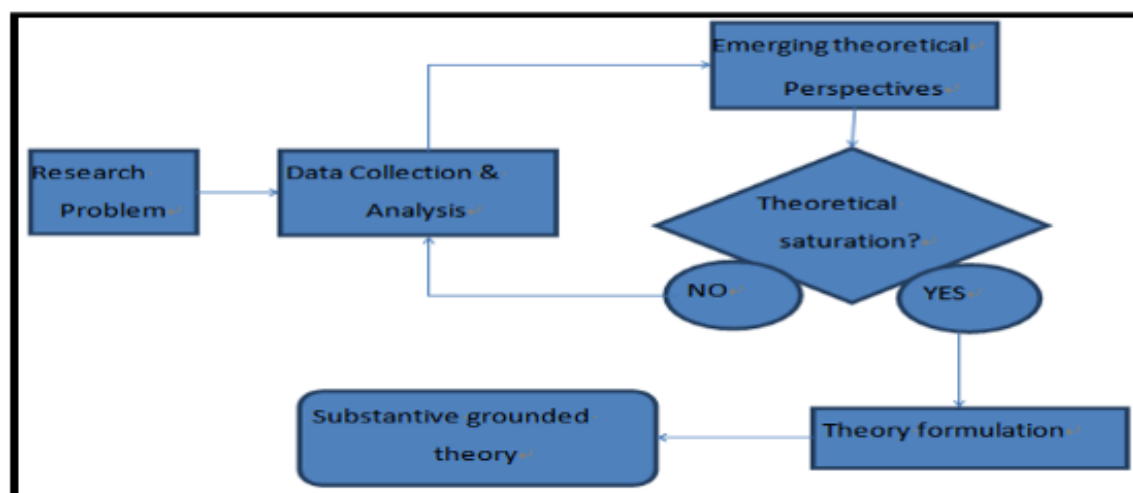 Emerging theoretical
Perspectives
Research
Problem
Data Collection &
Analysis
Theoretical
saturation?
NO
YES
Substantive grounded
theory
Theory formulation